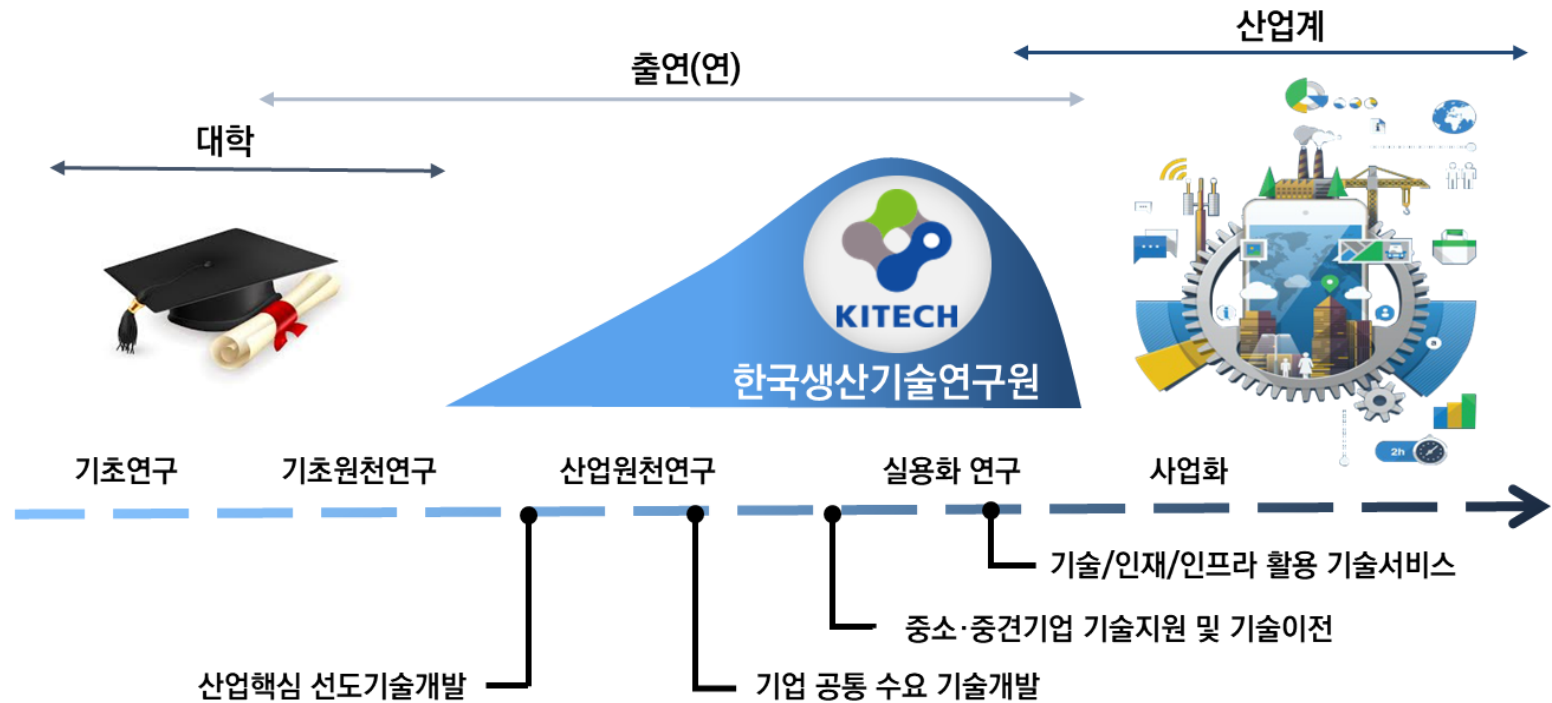 산업계
출연(연)
대학
KITECH
한국생산기술연구원
기초연구
기초원천연구
산업원천연구
실용화 연구
사업화
기술/인재/인프라 활용 기술서비스
중소·중견기업 기술지원 및 기술이전
산업핵심 선도기술개발
기업 공통 수요 기술개발
2h